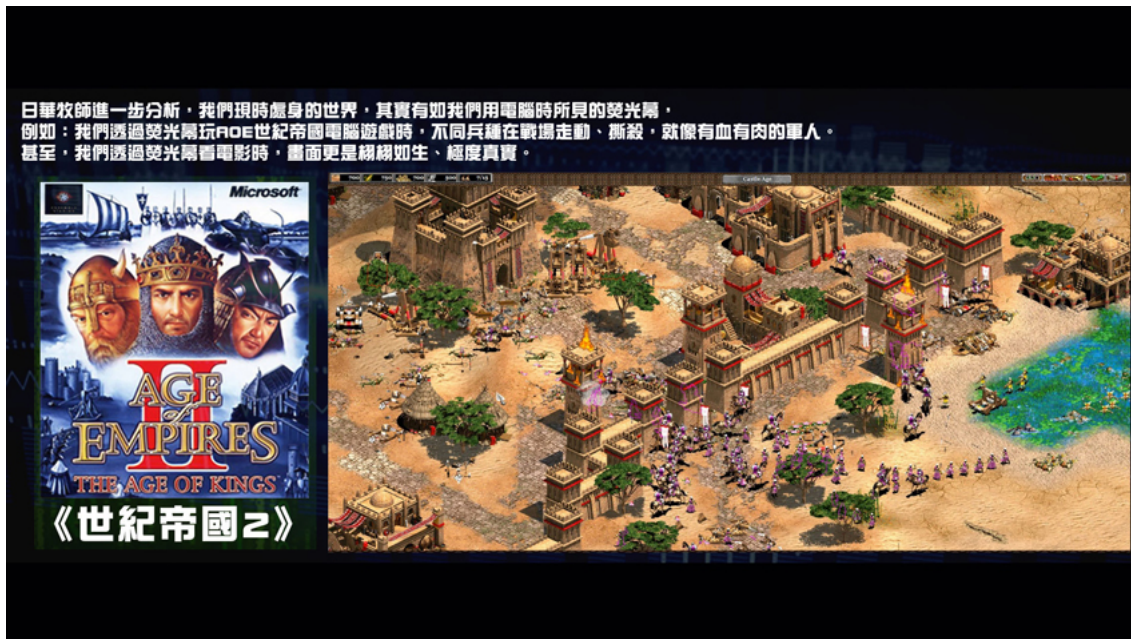 日華牧師進一步分析，我們現時處身的世界，其實有如我們用電腦時所見的熒光幕，
例如：我們透過熒光幕玩AOE世紀帝國電腦遊戲時，不同兵種在戰場走動、撕殺，就像有血有肉的軍人。
甚至，我們透過熒光幕看電影時，畫面更是栩栩如生、極度真實。
Microsoft
AGE
of
EMPIRES
II
THE AGE OF KINGS
《世紀帝國2》
Castle Age